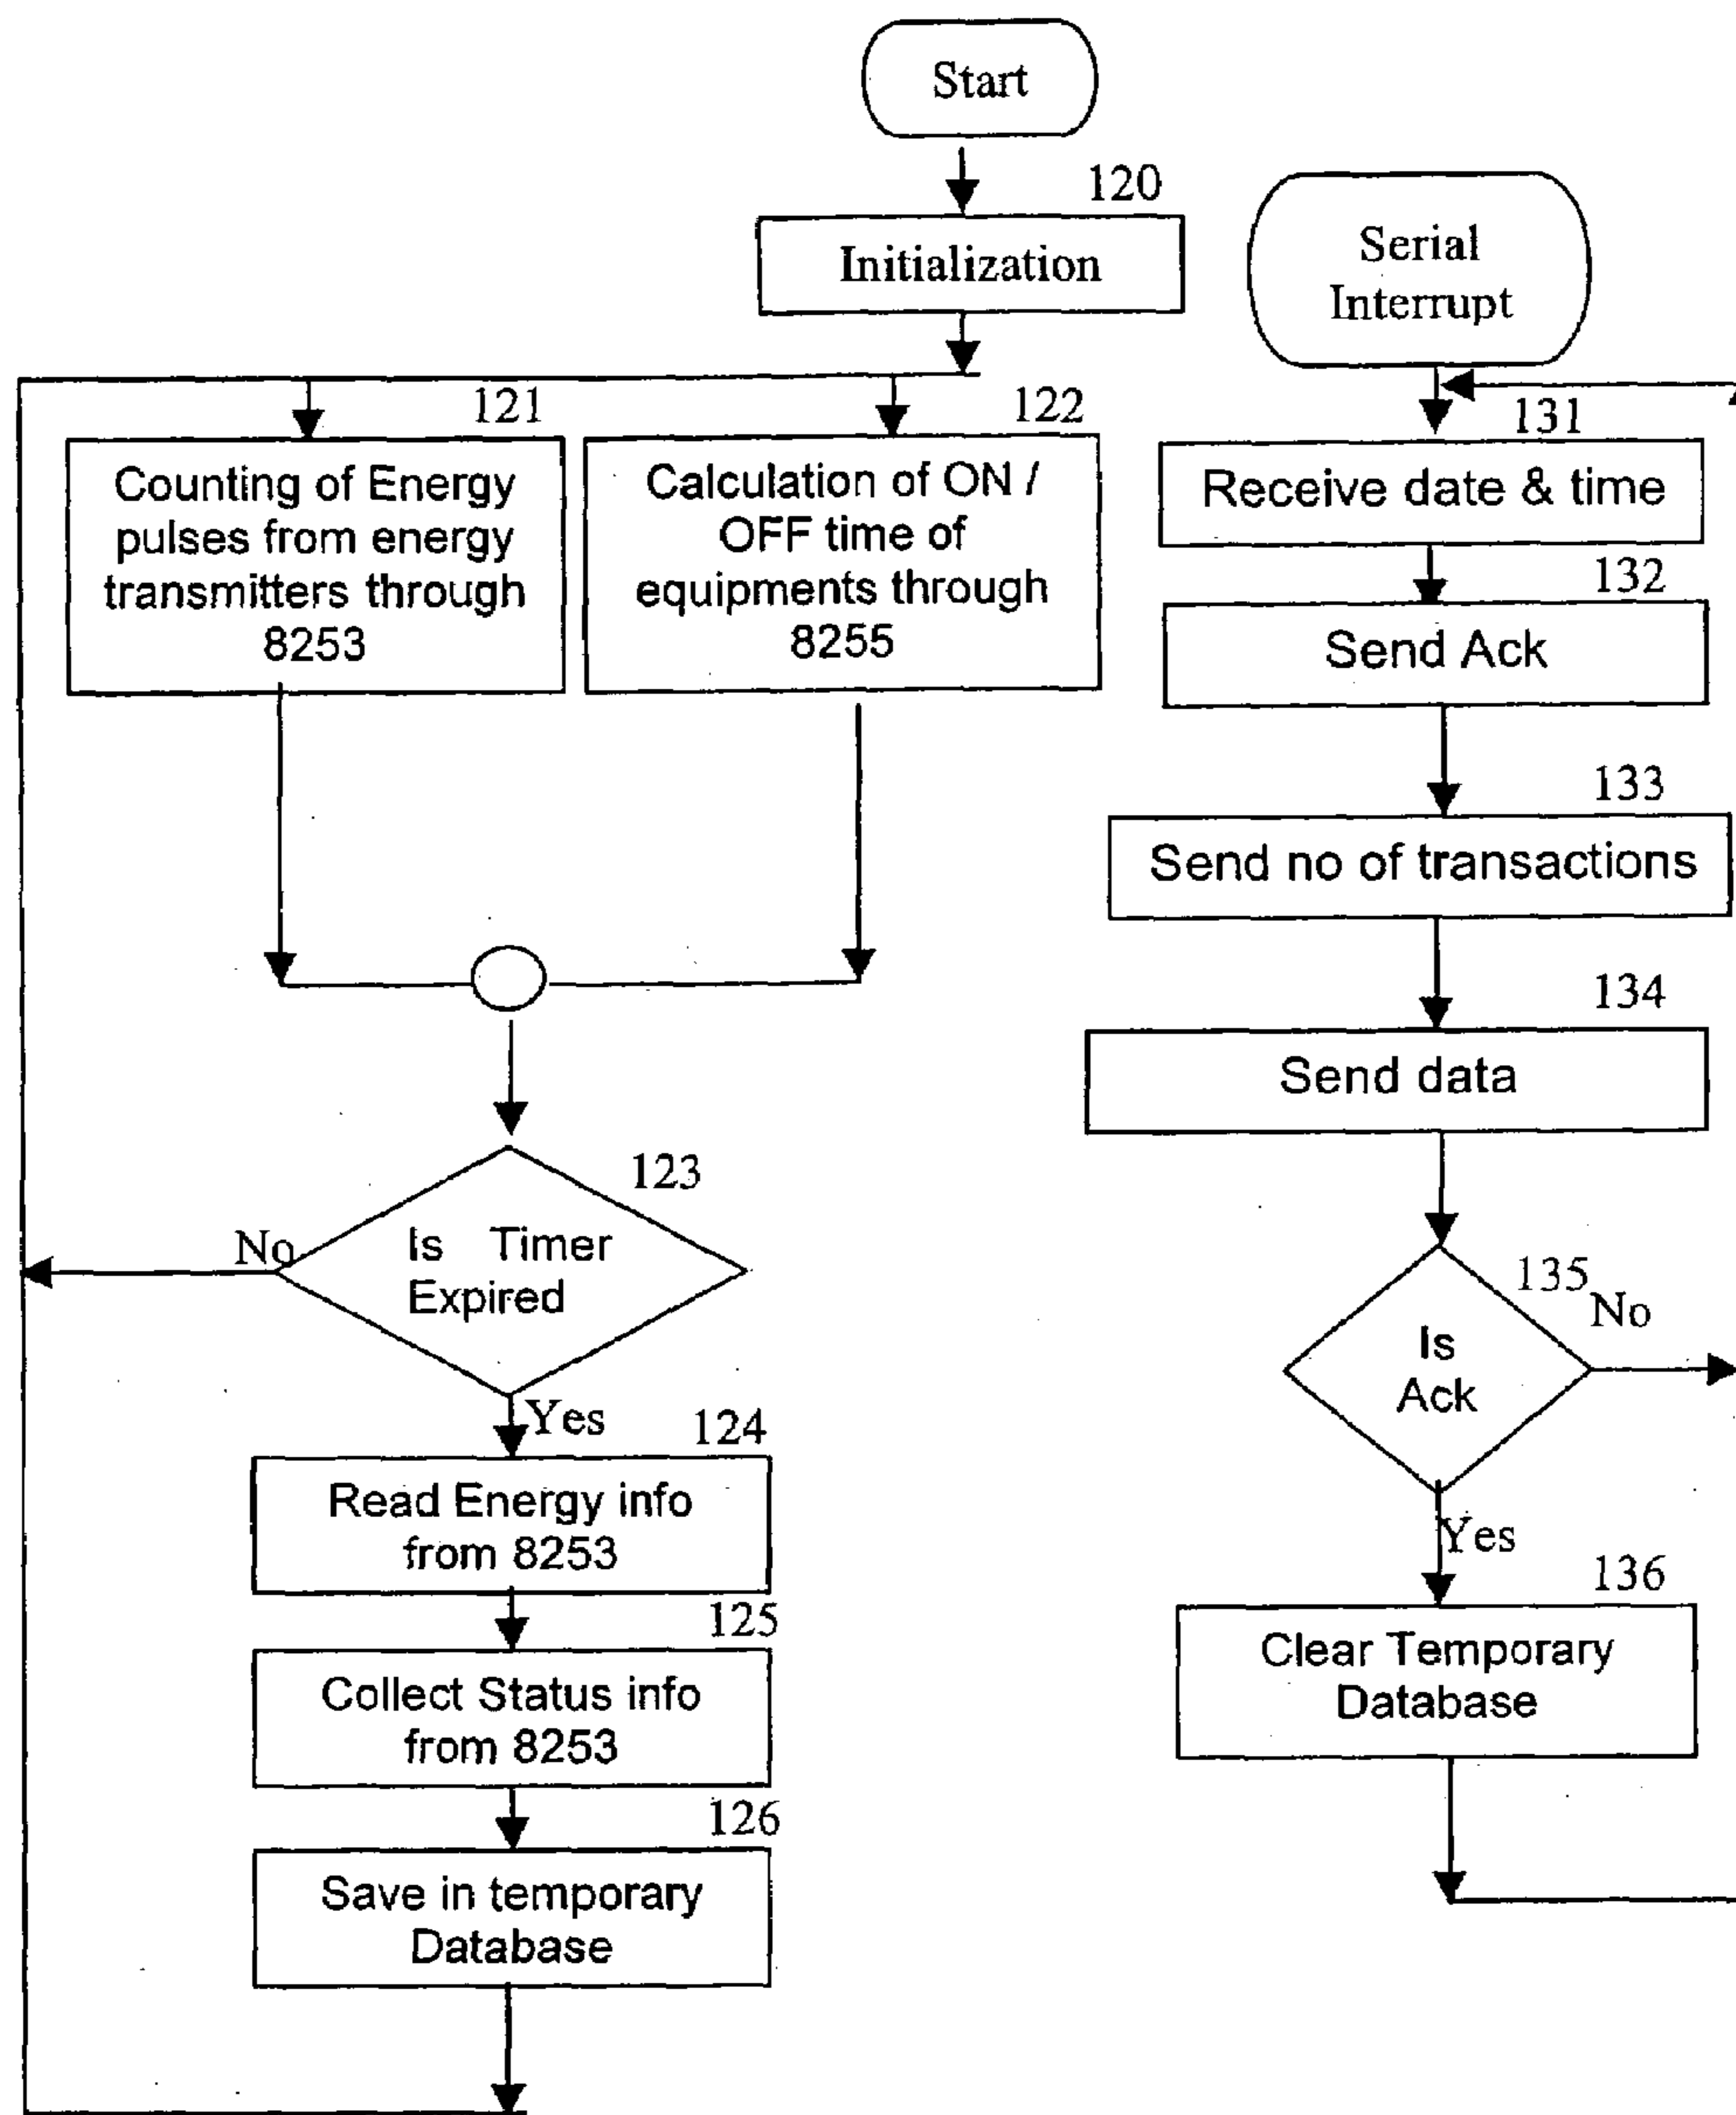 Start
120
Initialization
121
Counting of Energy
pulses from energy
transmitters through
8253
122
Calculation of ON /
OFF time of
equipments through
8255
123
Is Timer
Expired
No
Yes
124
Read Energy info
from 8253
125
Collect Status info
from 8253
126
Save in temporary
Database
Serial
Interrupt
131
Receive date & time
132
Send Ack
133
Send no of transactions
134
Send data
135
Is
Ack
No
Yes
136
Clear Temporary
Database